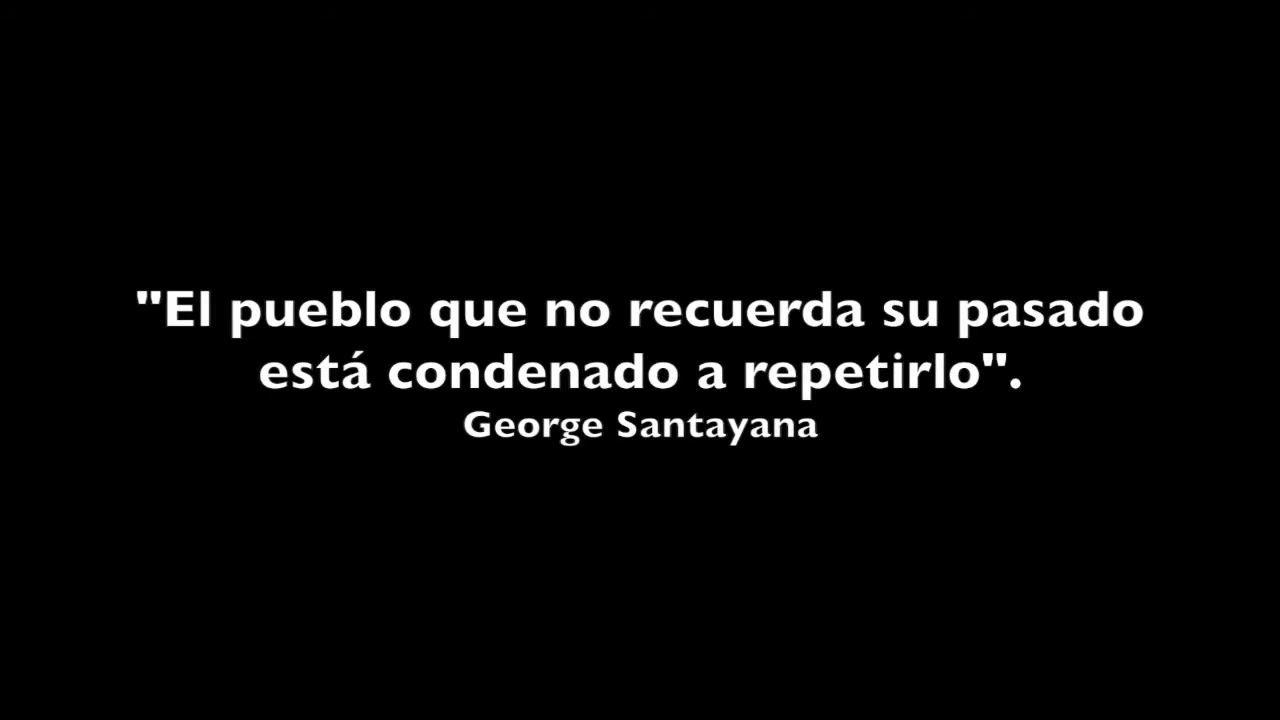 "El pueblo que no recuerda su pasado
está condenado a repetirlo".
George Santayana